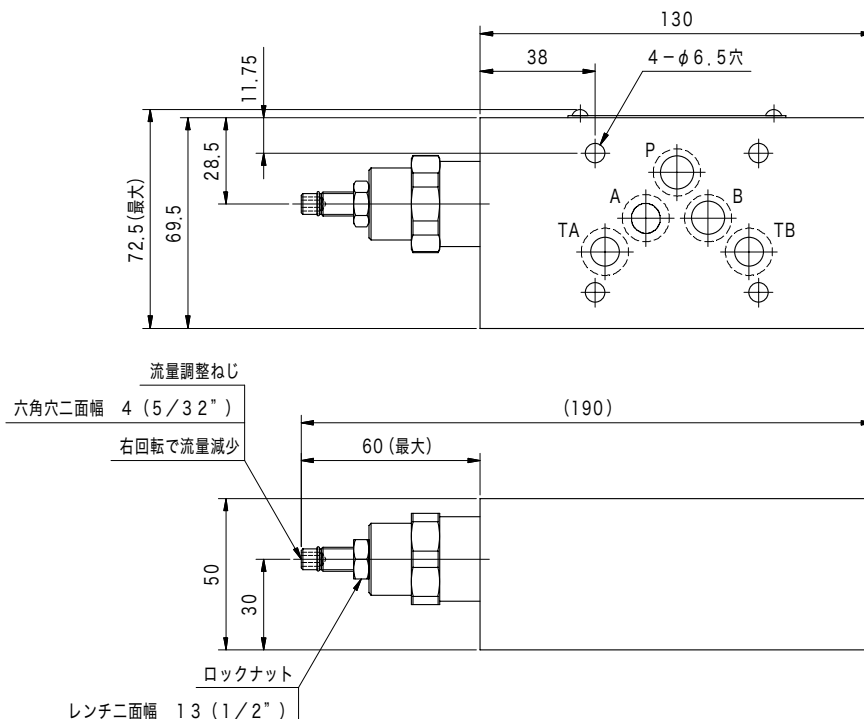 130
38
4-φ6.5穴
11.75
28.5
69.5
72.5(最大)
P
A
B
TA
TB
流量調整ねじ
六角穴二面幅 4 (5/32")
右回転で流量減少
(190)
60(最大)
50
30
ロックナット
レンチ二面幅 13 (1/2")